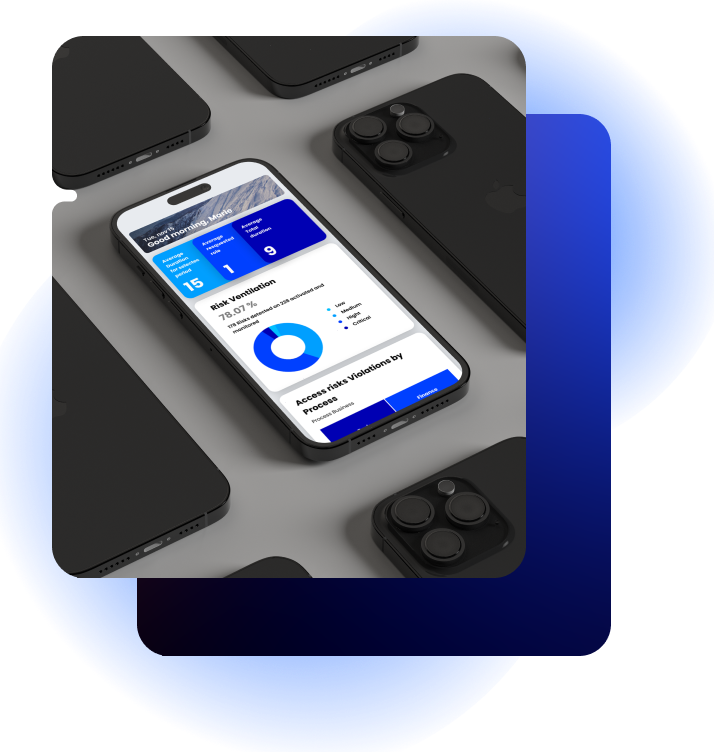 Tue, nov 15
Good morning, Maria
Average
Duration
for selected
period
15
Average
requested
role
1
Average
Total
duration
9
Risk Ventilation
78.07 %
178 Risks detected on 228 activated and
monitored
Low
Medium
Hight
Critical
Access risks Violations by
Process
Process Business
Finance